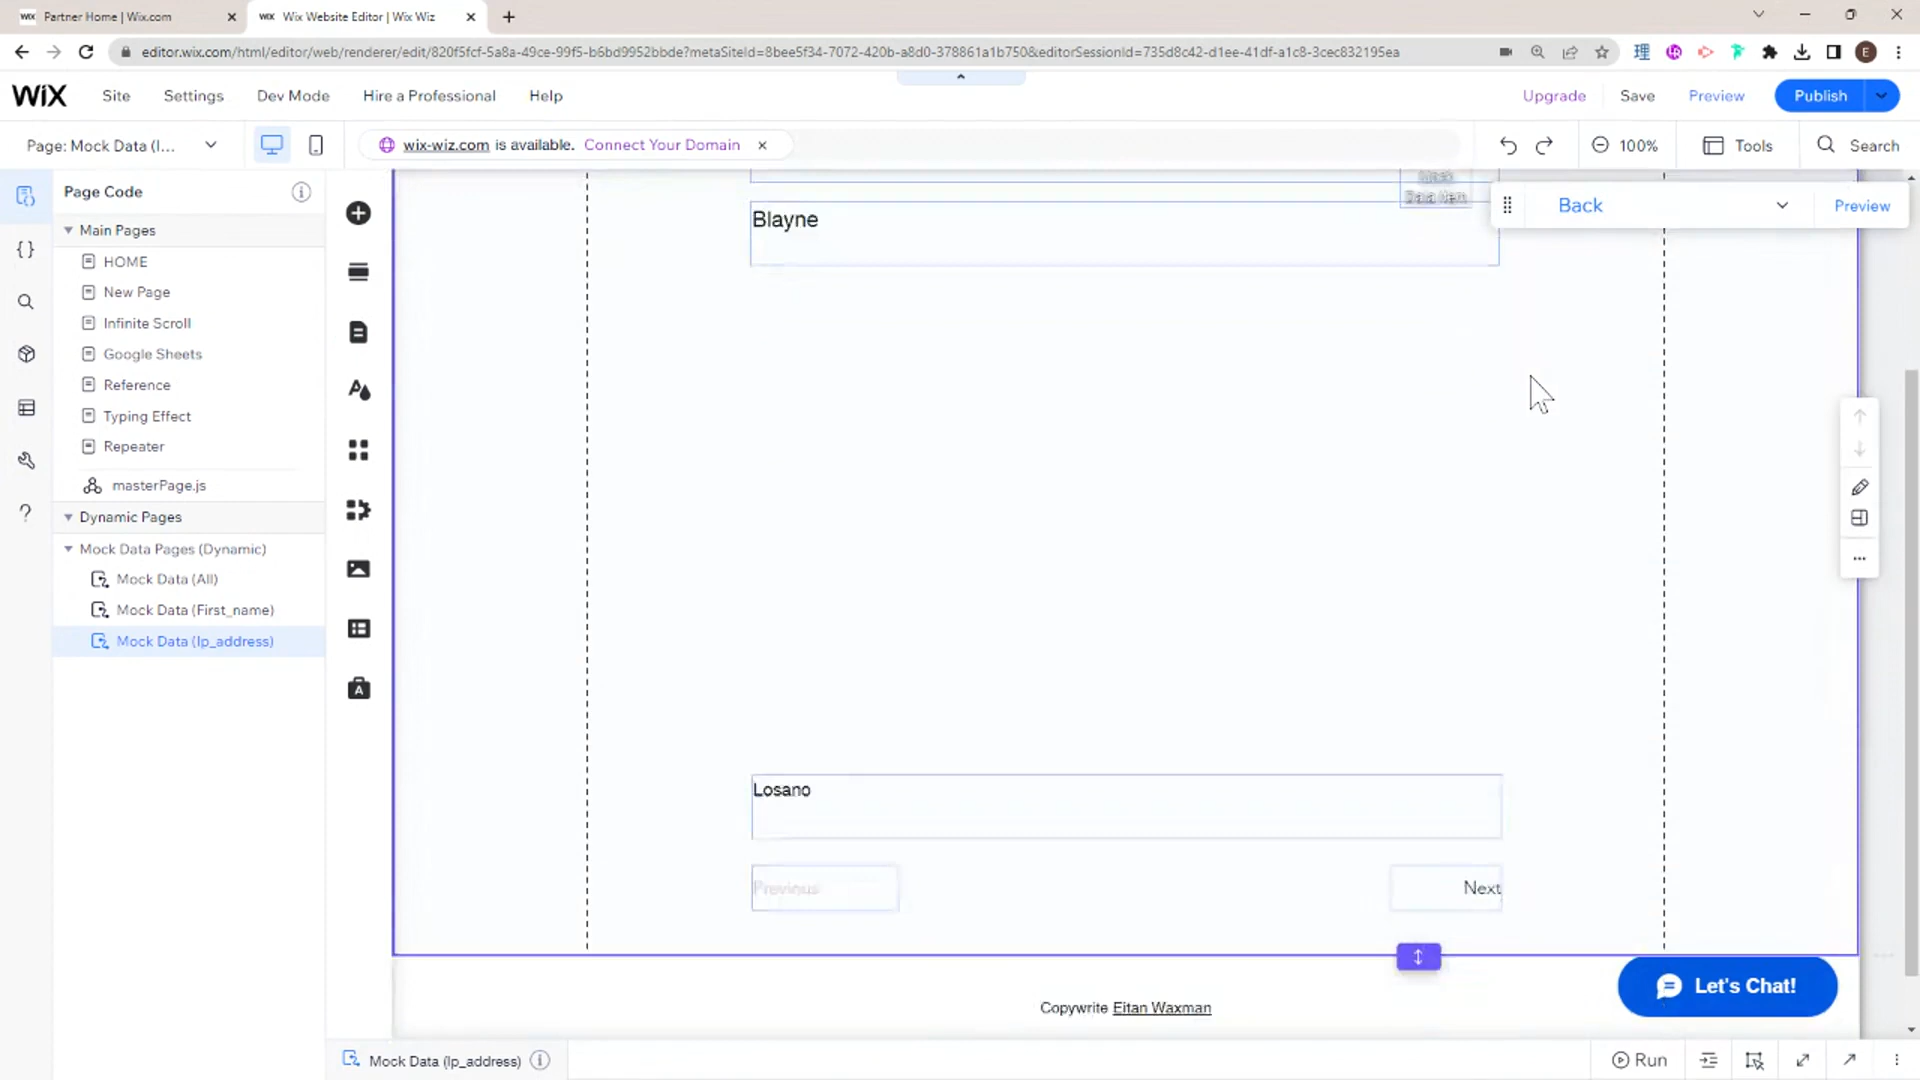 WiX Partner Home | Wix.com
WiX Wix Website Editor | Wix Wiz
editor.wix.com/html/editor/web/renderer/edit/820f5fcf-5a8a-49ce-99f5-b6bd9952bbde?metaSiteId=8bee5f34-7072-420b-a8d0-378861a1b750&editorSessionId=735d8c42-d1ee-41df-a1c8-3cec832195ea
E
WiX Site Settings Dev Mode Hire a Professional Help Upgrade Save Preview Publish
Page: Mock Data (I...
wix-wiz.com is available. Connect Your Domain
100% Tools Search
Page Code
Main Pages
HOME
New Page
Infinite Scroll
Google Sheets
Reference
Typing Effect
Repeater
masterPage.js
Dynamic Pages
Mock Data Pages (Dynamic)
Mock Data (All)
Mock Data (First_name)
Mock Data (Ip_address)
Data Item
Back
Preview
Blayne
Losano
Previous
Next
Let's Chat!
Copywrite Eitan Waxman
Mock Data (Ip_address)
Run